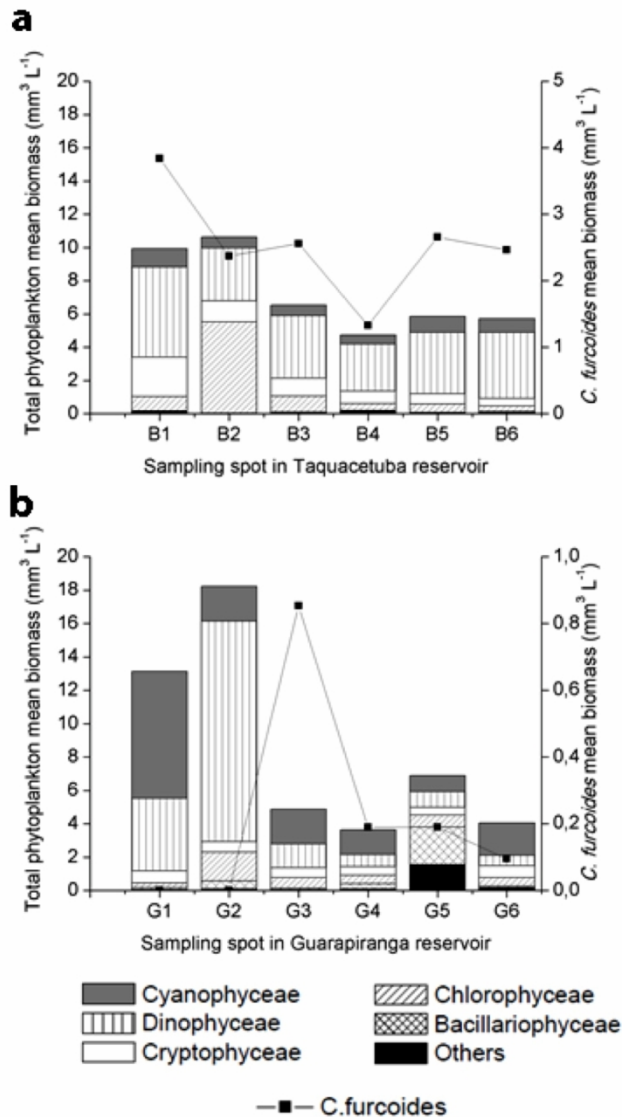 a
Total phytoplankton mean biomass (mm³ L⁻¹)
20
18
16
14
12
10
8
6
4
2
0
5
4
3
2
1
0
C. furcoides mean biomass (mm³ L⁻¹)
B1 B2 B3 B4 B5 B6
Sampling spot in Taquacetuba reservoir
b
Total phytoplankton mean biomass (mm³ L⁻¹)
20
18
16
14
12
10
8
6
4
2
0
1,0
0,8
0,6
0,4
0,2
0,0
C. furcoides mean biomass (mm³ L⁻¹)
G1 G2 G3 G4 G5 G6
Sampling spot in Guarapiranga reservoir
Cyanophyceae Chlorophyceae
Dinophyceae Bacillariophyceae
Cryptophyceae Others
C.furcoides